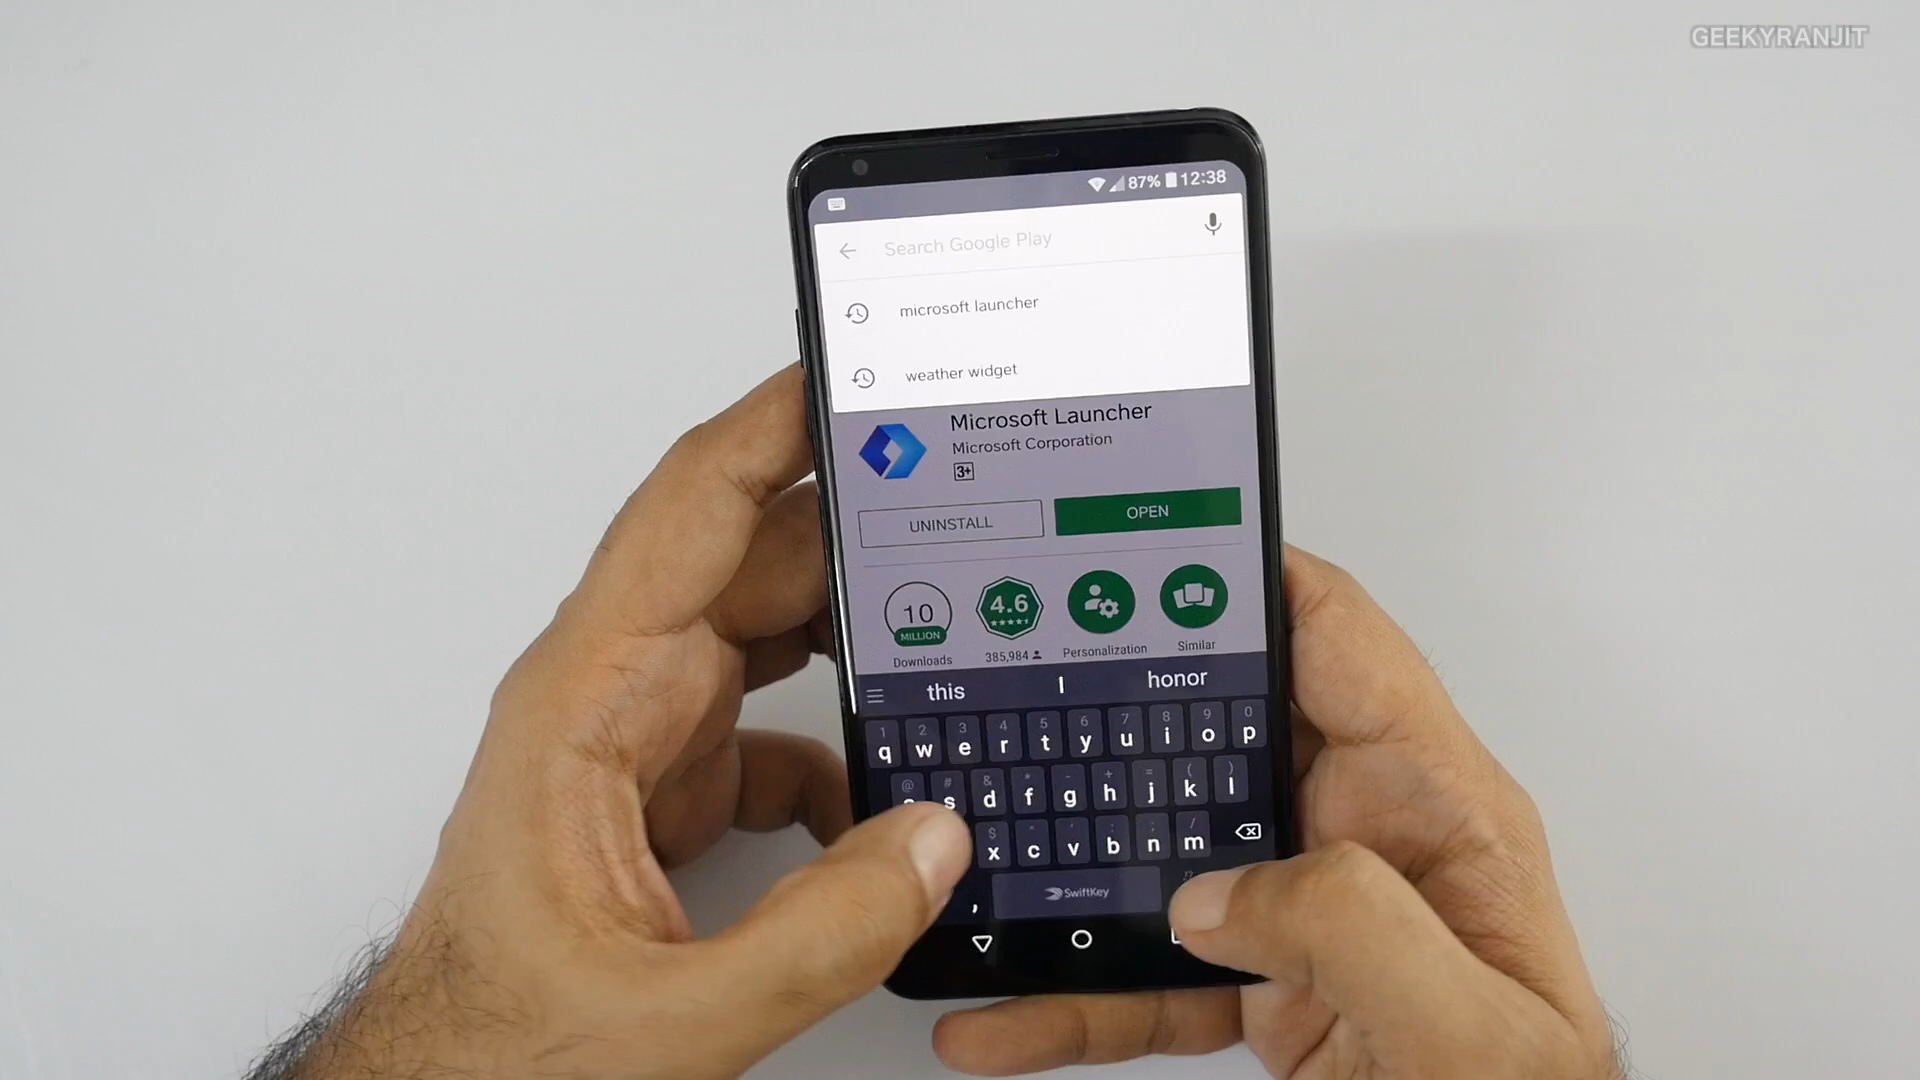 GEEKYRANJIT
87% 12:38
Search Google Play
microsoft launcher
weather widget
Microsoft Launcher
Microsoft Corporation
3+
UNINSTALL OPEN
10 MILLION
Downloads
4.6
385,984
Personalization
Similar
this I honor
1 2 3 4 5 6 7 8 9 0
q w e r t y u i o p
@ # & * - + = ( )
s d f g h j k l
$ " ' : ; /
x c v b n m
, SwiftKey !?